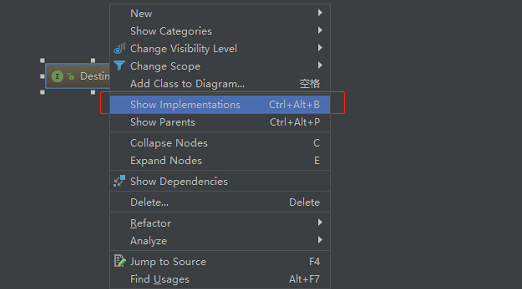 New
Show Categories
Change Visibility Level
Change Scope
Destin
Add Class to Diagram... 空格
Show Implementations Ctrl+Alt+B
Show Parents Ctrl+Alt+P
Collapse Nodes C
Expand Nodes E
Show Dependencies
Delete... Delete
Refactor
Analyze
Jump to Source F4
Find Usages Alt+F7